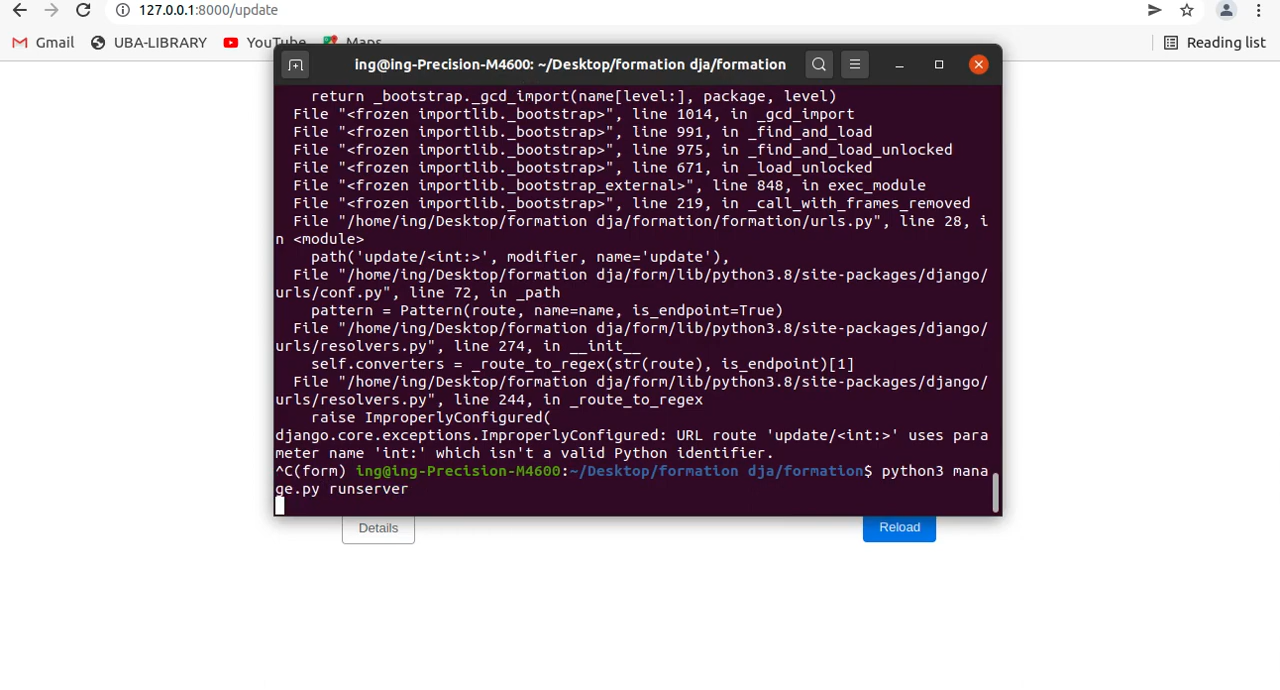 127.0.0.1:8000/update
Gmail UBA-LIBRARY YouTube Maps Reading list
ing@ing-Precision-M4600: ~/Desktop/formation dja/formation
return _bootstrap._gcd_import(name[level:], package, level)
File "<frozen importlib._bootstrap>", line 1014, in _gcd_import
File "<frozen importlib._bootstrap>", line 991, in _find_and_load
File "<frozen importlib._bootstrap>", line 975, in _find_and_load_unlocked
File "<frozen importlib._bootstrap>", line 671, in _load_unlocked
File "<frozen importlib._bootstrap_external>", line 848, in exec_module
File "<frozen importlib._bootstrap>", line 219, in _call_with_frames_removed
File "/home/ing/Desktop/formation dja/formation/formation/urls.py", line 28, i
n <module>
path('update/<int:>', modifier, name='update'),
File "/home/ing/Desktop/formation dja/form/lib/python3.8/site-packages/django/
urls/conf.py", line 72, in _path
pattern = Pattern(route, name=name, is_endpoint=True)
File "/home/ing/Desktop/formation dja/form/lib/python3.8/site-packages/django/
urls/resolvers.py", line 274, in __init__
self.converters = _route_to_regex(str(route), is_endpoint)[1]
File "/home/ing/Desktop/formation dja/form/lib/python3.8/site-packages/django/
urls/resolvers.py", line 244, in _route_to_regex
raise ImproperlyConfigured(
django.core.exceptions.ImproperlyConfigured: URL route 'update/<int:>' uses para
meter name 'int:' which isn't a valid Python identifier.
^C(form) ing@ing-Precision-M4600:~/Desktop/formation dja/formation$ python3 mana
ge.py runserver
Details Reload